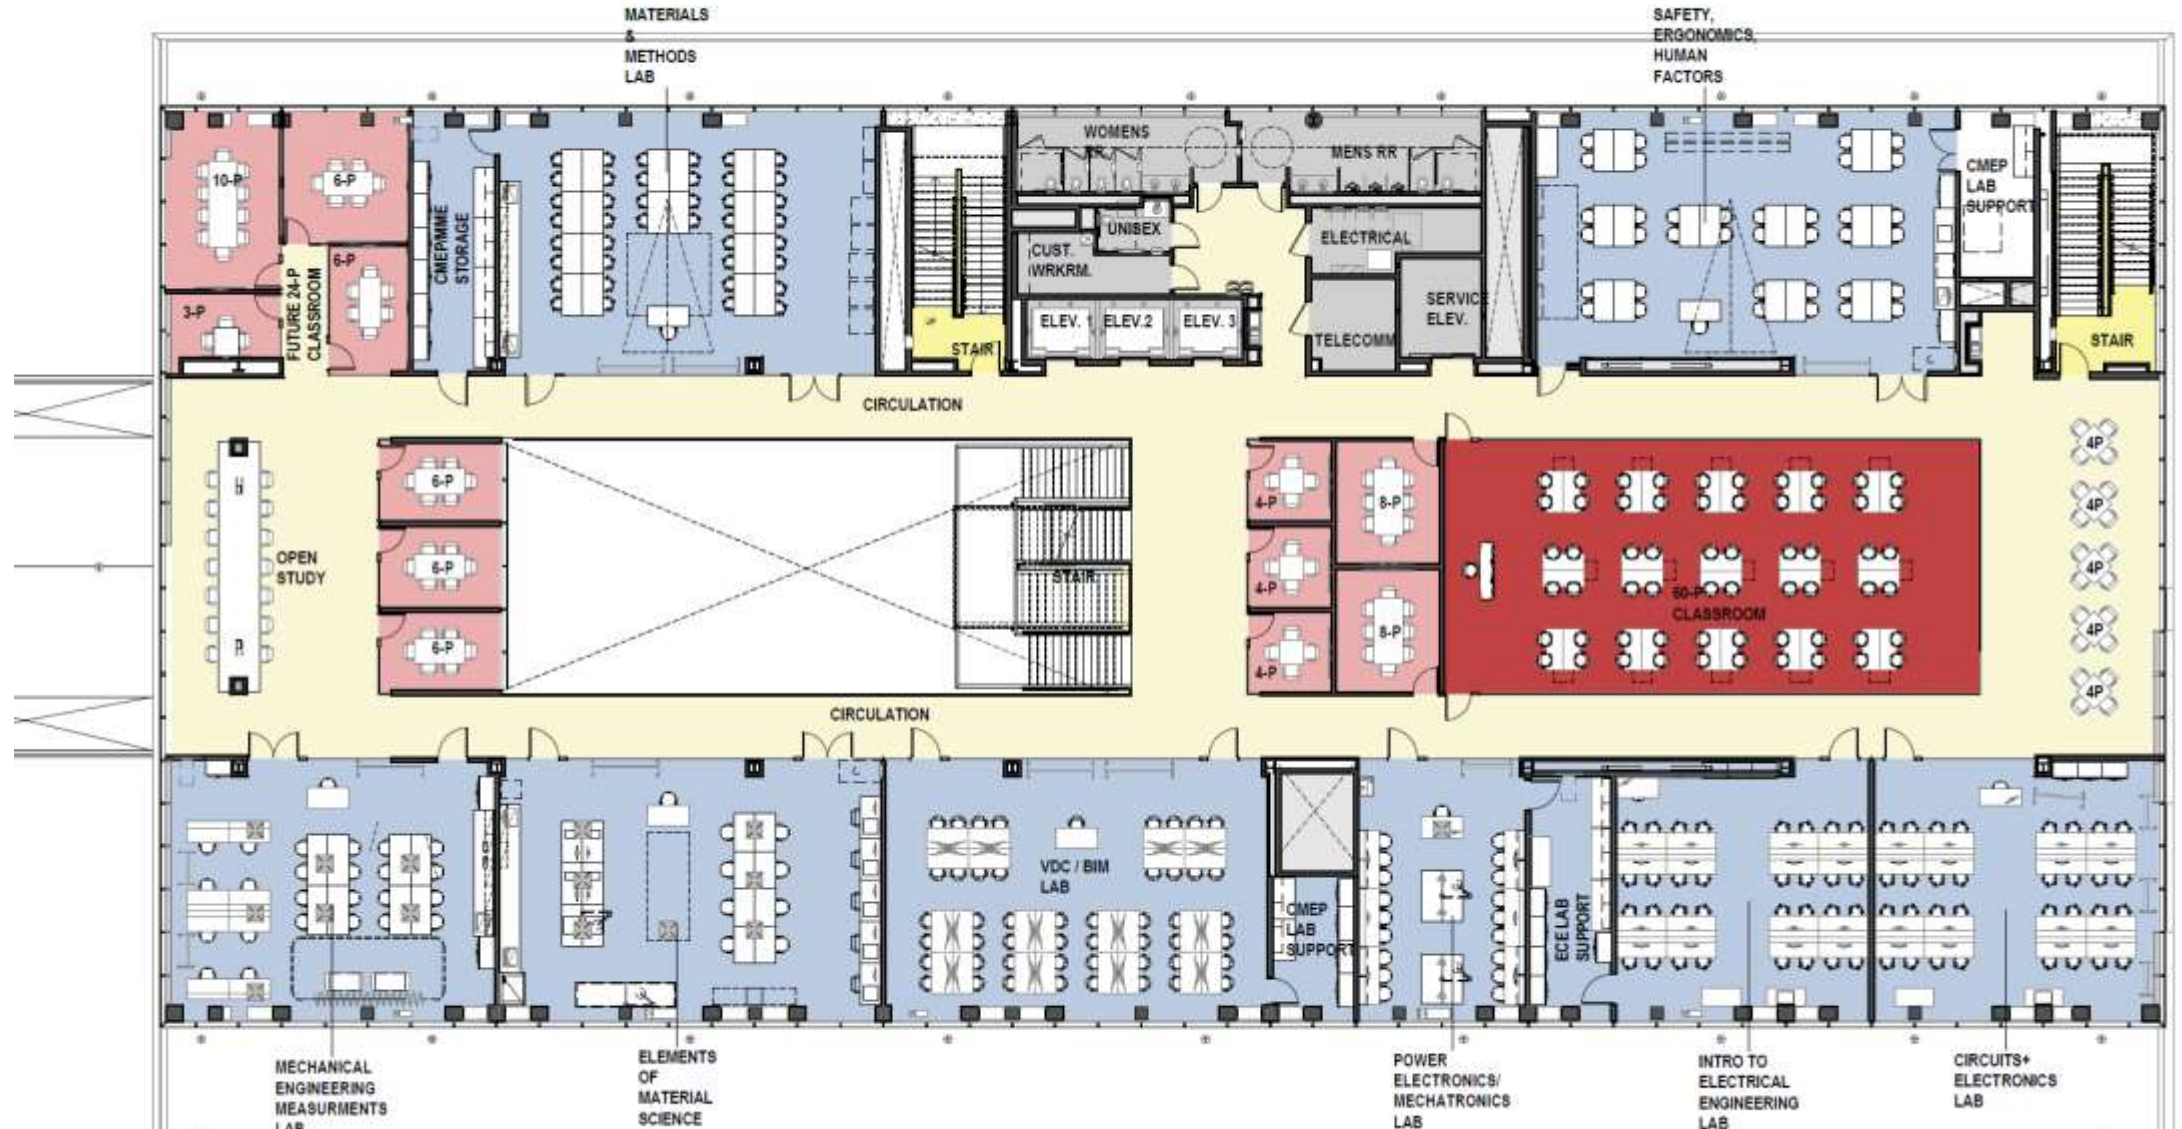 MATERIALS
&
METHODS
LAB
SAFETY,
ERGONOMICS,
HUMAN
FACTORS
10-P
6-P
3-P
6-P
FUTURE 24-P
CLASSROOM
CMEP/MME
STORAGE
STAIR
WOMENS
RR
MENS RR
UNISEX
CUST.
WRKRM.
ELEV. 1
ELEV.2
ELEV. 3
ELECTRICAL
TELECOMM
SERVICE
ELEV.
CMEP
LAB
SUPPORT
STAIR
CIRCULATION
OPEN
STUDY
6-P
6-P
6-P
STAIR
4-P
4-P
4-P
8-P
8-P
60-P
CLASSROOM
4P
4P
4P
4P
4P
CIRCULATION
VDC / BIM
LAB
CMEP
LAB
SUPPORT
ECE LAB
SUPPORT
MECHANICAL
ENGINEERING
MEASURMENTS
LAB
ELEMENTS
OF
MATERIAL
SCIENCE
POWER
ELECTRONICS/
MECHATRONICS
LAB
INTRO TO
ELECTRICAL
ENGINEERING
LAB
CIRCUITS+
ELECTRONICS
LAB